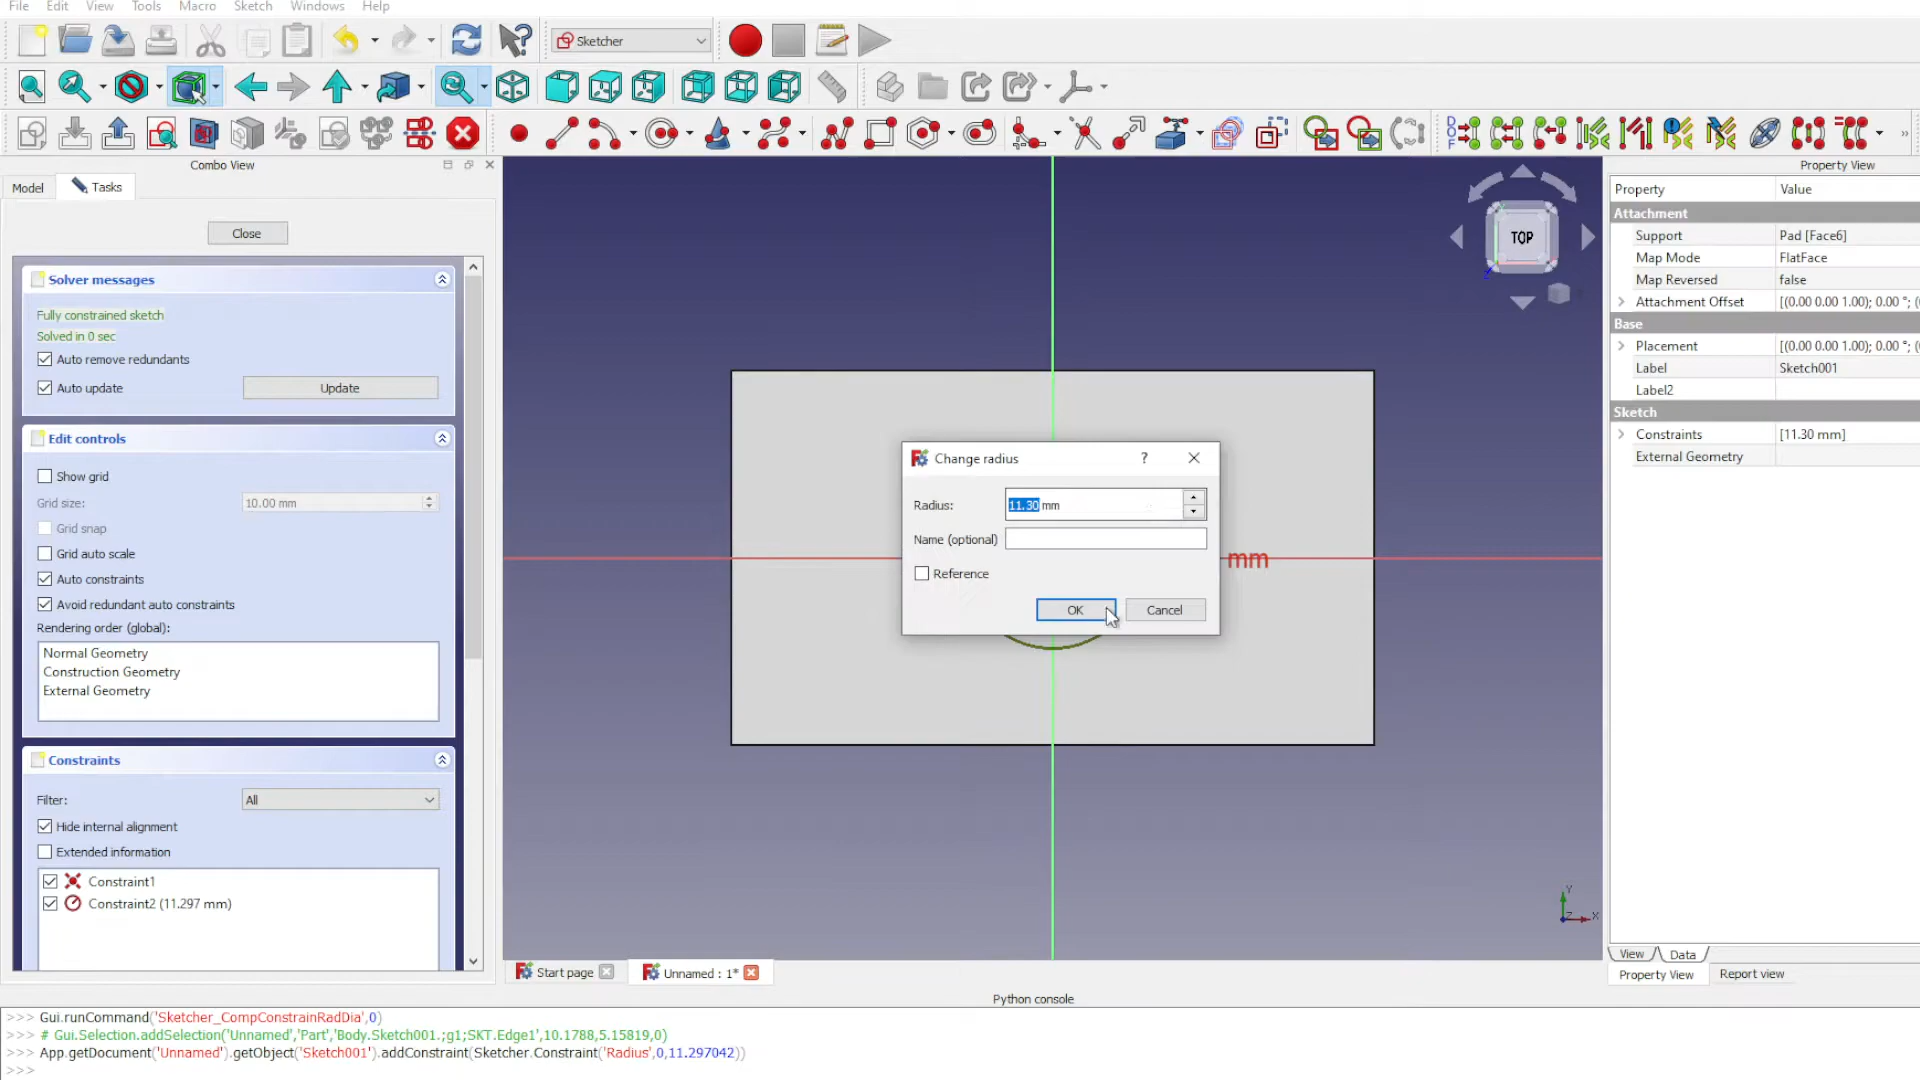 File Edit View Tools Macro Sketch Windows Help
Sketcher
Combo View
Model Tasks
Close
Solver messages
Fully constrained sketch
Solved in 0 sec
Auto remove redundants
Auto update Update
Edit controls
Show grid
Grid size: 10.00 mm
Grid snap
Grid auto scale
Auto constraints
Avoid redundant auto constraints
Rendering order (global):
Normal Geometry
Construction Geometry
External Geometry
Constraints
Filter: All
Hide internal alignment
Extended information
Constraint1
Constraint2 (11.297 mm)
TOP
Z
Change radius ?
Radius: 11.30 mm
Name (optional)
Reference
OK Cancel
mm
Y
Z X
Start page Unnamed : 1*
Property View
Property Value
Attachment
Support Pad [Face6]
Map Mode FlatFace
Map Reversed false
Attachment Offset [(0.00 0.00 1.00); 0.00 °; (
Base
Placement [(0.00 0.00 1.00); 0.00 °; (
Label Sketch001
Label2
Sketch
Constraints [11.30 mm]
External Geometry
View Data
Property View Report view
Python console
>>> Gui.runCommand('Sketcher_CompConstrainRadDia',0)
>>> # Gui.Selection.addSelection('Unnamed','Part','Body.Sketch001.;g1;SKT.Edge1',10.1788,5.15819,0)
>>> App.getDocument('Unnamed').getObject('Sketch001').addConstraint(Sketcher.Constraint('Radius',0,11.297042))
>>>